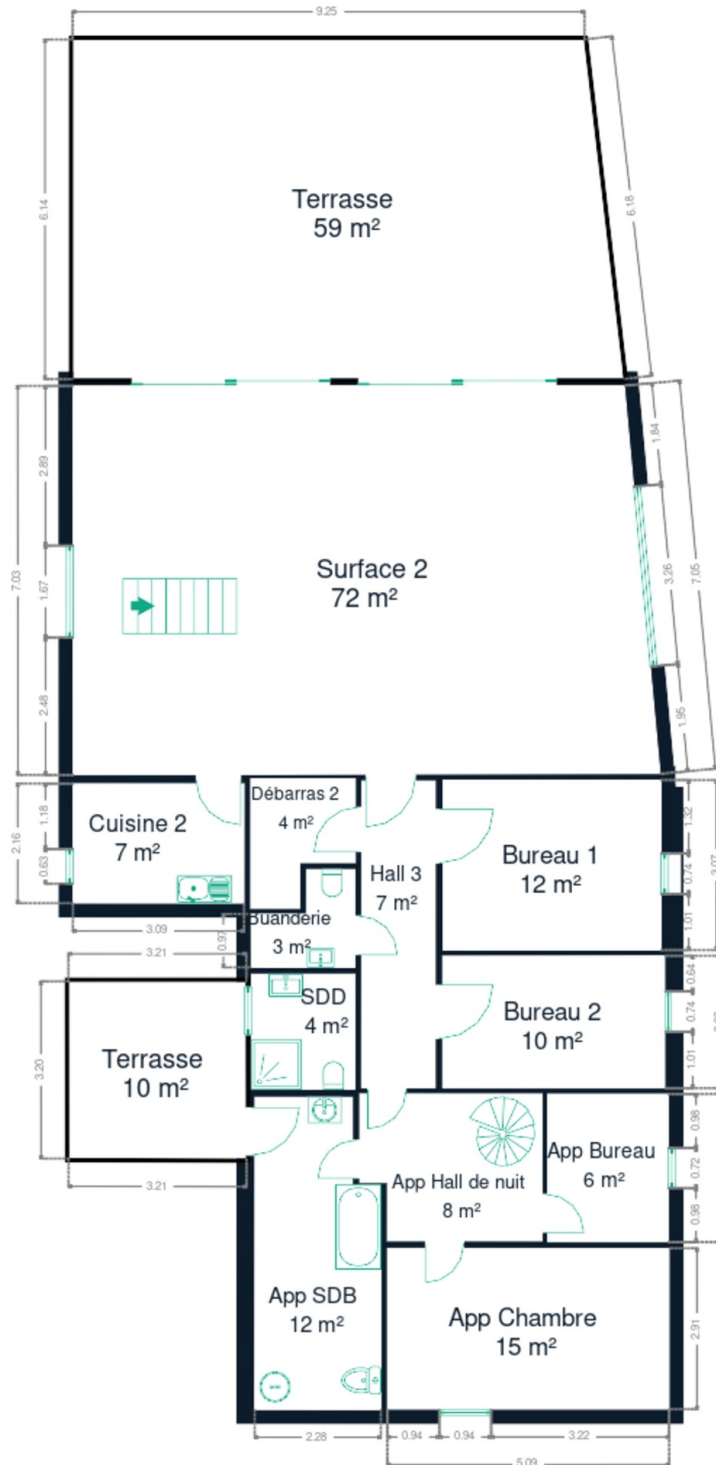 9.25
6.14
6.18
Terrasse
59 m²
7.03
2.89
1.67
2.48
1.84
3.26
7.05
1.95
Surface 2
72 m²
2.16
1.18
0.63
Cuisine 2
7 m²
3.09
Débarras 2
4 m²
Hall 3
7 m²
Bureau 1
12 m²
1.32
0.74
1.01
3.07
Buanderie
3 m²
0.97
3.21
SDD
4 m²
Bureau 2
10 m²
0.64
0.74
1.01
Terrasse
10 m²
3.20
3.21
App Hall de nuit
8 m²
App Bureau
6 m²
0.98
0.72
0.98
App SDB
12 m²
App Chambre
15 m²
2.91
2.28
0.94
0.94
3.22
5.09